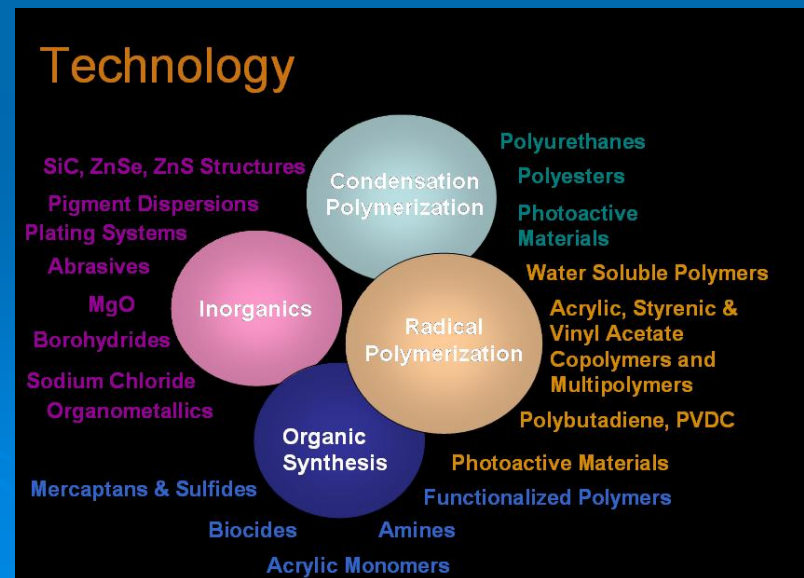 Technology
SiC, ZnSe, ZnS Structures
Pigment Dispersions
Plating Systems
Abrasives
MgO
Borohydrides
Sodium Chloride
Organometallics
Inorganics
Condensation
Polymerization
Polyurethanes
Polyesters
Photoactive
Materials
Radical
Polymerization
Water Soluble Polymers
Acrylic, Styrenic &
Vinyl Acetate
Copolymers and
Multipolymers
Polybutadiene, PVDC
Photoactive Materials
Organic
Synthesis
Mercaptans & Sulfides
Functionalized Polymers
Biocides
Amines
Acrylic Monomers